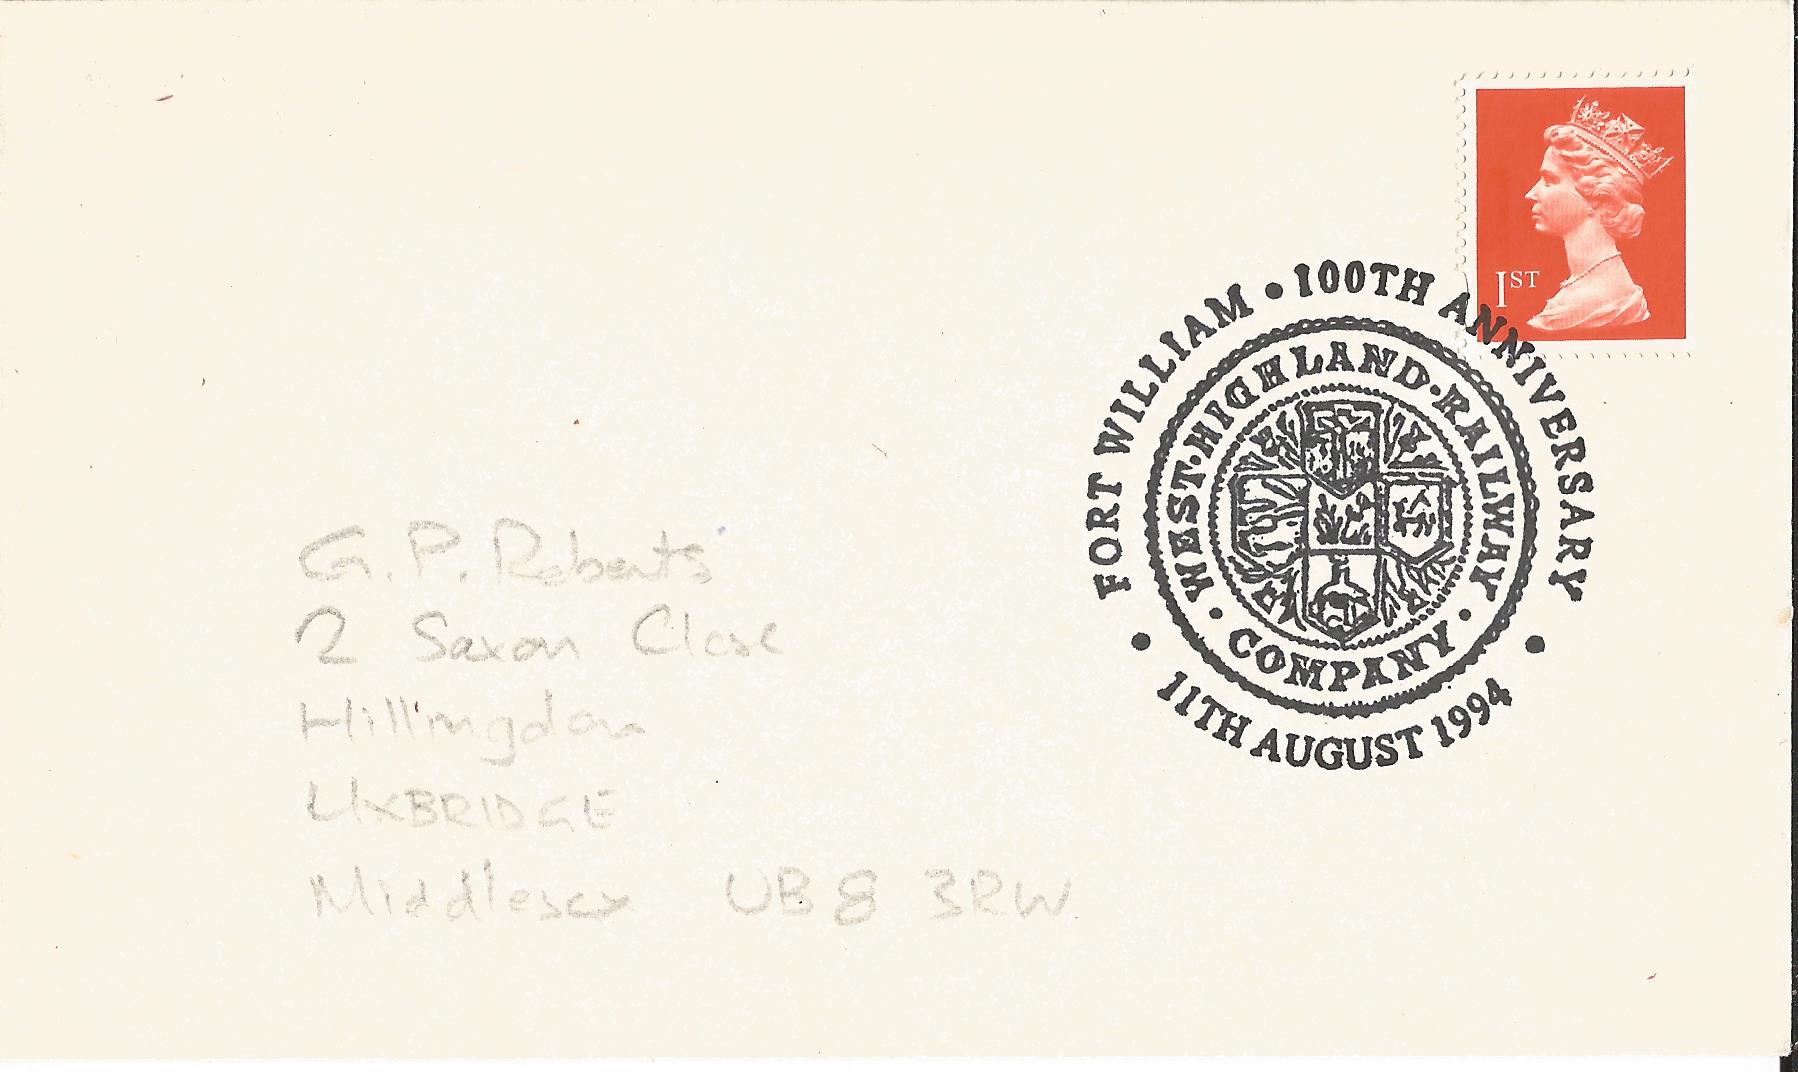 1ST
FORT WILLIAM • 100TH ANNIVERSARY
WEST·HIGHLAND·RAILWAY·
COMPANY·
• 11TH AUGUST 1994 •
G. P. Roberts
2 Saxon Close
Hillingdon
UXBRIDGE
Middlesex UB8 3RW